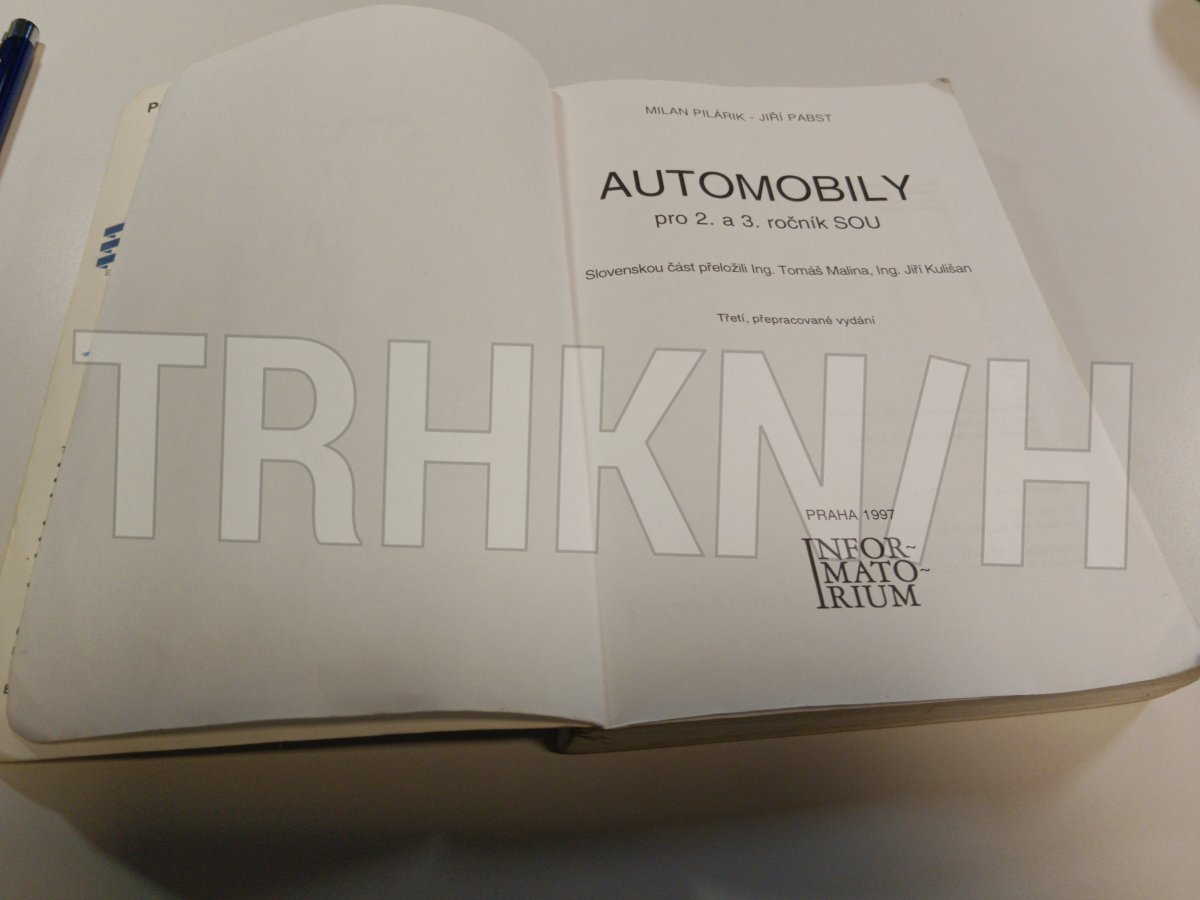 MILAN PILÁRIK - JIŘÍ PABST
AUTOMOBILY
pro 2. a 3. ročník SOU
Slovenskou část přeložili Ing. Tomáš Malina, Ing. Jiří Kulišan
Třetí, přepracované vydání
TRHKN/H
PRAHA 1997
INFOR~
MATO~
RIUM